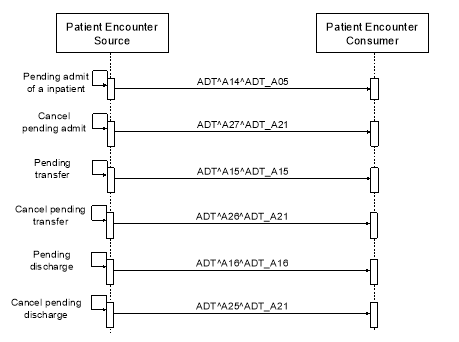 Patient Encounter
Source
Patient Encounter
Consumer
Pending admit
of a inpatient
ADT^A14^ADT_A05
Cancel
pending admit
ADT^A27^ADT_A21
Pending
transfer
ADT^A15^ADT_A15
Cancel pending
transfer
ADT^A26^ADT_A21
Pending
discharge
ADT^A16^ADT_A16
Cancel pending
discharge
ADT^A25^ADT_A21